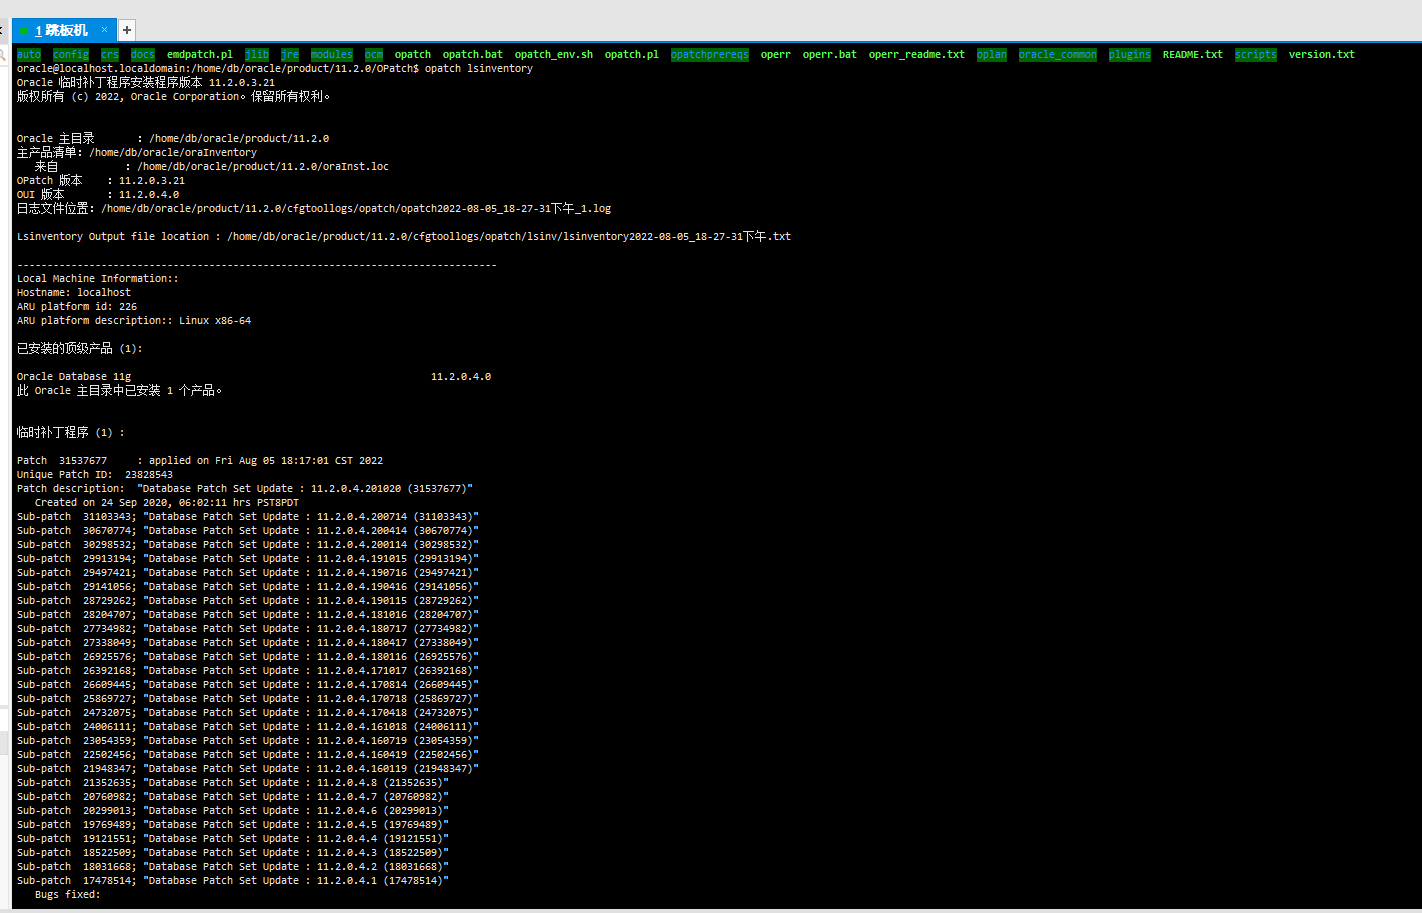 1 跳板机 × +
auto config crs docs emdpatch.pl jlib jre modules ocm opatch opatch.bat opatch_env.sh opatch.pl opatchprereqs operr operr.bat operr_readme.txt oplan oracle_common plugins README.txt scripts version.txt
oracle@localhost.localdomain:/home/db/oracle/product/11.2.0/OPatch$ opatch lsinventory
Oracle 临时补丁程序安装程序版本 11.2.0.3.21
版权所有 (c) 2022, Oracle Corporation。保留所有权利。
Oracle 主目录 : /home/db/oracle/product/11.2.0
主产品清单: /home/db/oracle/oraInventory
来自 : /home/db/oracle/product/11.2.0/oraInst.loc
OPatch 版本 : 11.2.0.3.21
OUI 版本 : 11.2.0.4.0
日志文件位置: /home/db/oracle/product/11.2.0/cfgtoollogs/opatch/opatch2022-08-05_18-27-31下午_1.log
Lsinventory Output file location : /home/db/oracle/product/11.2.0/cfgtoollogs/opatch/lsinv/lsinventory2022-08-05_18-27-31下午.txt
--------------------------------------------------------------------------------
Local Machine Information::
Hostname: localhost
ARU platform id: 226
ARU platform description:: Linux x86-64
已安装的顶级产品 (1):
Oracle Database 11g 11.2.0.4.0
此 Oracle 主目录中已安装 1 个产品。
临时补丁程序 (1) :
Patch 31537677 : applied on Fri Aug 05 18:17:01 CST 2022
Unique Patch ID: 23828543
Patch description: "Database Patch Set Update : 11.2.0.4.201020 (31537677)"
Created on 24 Sep 2020, 06:02:11 hrs PST8PDT
Sub-patch 31103343; "Database Patch Set Update : 11.2.0.4.200714 (31103343)"
Sub-patch 30670774; "Database Patch Set Update : 11.2.0.4.200414 (30670774)"
Sub-patch 30298532; "Database Patch Set Update : 11.2.0.4.200114 (30298532)"
Sub-patch 29913194; "Database Patch Set Update : 11.2.0.4.191015 (29913194)"
Sub-patch 29497421; "Database Patch Set Update : 11.2.0.4.190716 (29497421)"
Sub-patch 29141056; "Database Patch Set Update : 11.2.0.4.190416 (29141056)"
Sub-patch 28729262; "Database Patch Set Update : 11.2.0.4.190115 (28729262)"
Sub-patch 28204707; "Database Patch Set Update : 11.2.0.4.181016 (28204707)"
Sub-patch 27734982; "Database Patch Set Update : 11.2.0.4.180717 (27734982)"
Sub-patch 27338049; "Database Patch Set Update : 11.2.0.4.180417 (27338049)"
Sub-patch 26925576; "Database Patch Set Update : 11.2.0.4.180116 (26925576)"
Sub-patch 26392168; "Database Patch Set Update : 11.2.0.4.171017 (26392168)"
Sub-patch 26609445; "Database Patch Set Update : 11.2.0.4.170814 (26609445)"
Sub-patch 25869727; "Database Patch Set Update : 11.2.0.4.170718 (25869727)"
Sub-patch 24732075; "Database Patch Set Update : 11.2.0.4.170418 (24732075)"
Sub-patch 24006111; "Database Patch Set Update : 11.2.0.4.161018 (24006111)"
Sub-patch 23054359; "Database Patch Set Update : 11.2.0.4.160719 (23054359)"
Sub-patch 22502456; "Database Patch Set Update : 11.2.0.4.160419 (22502456)"
Sub-patch 21948347; "Database Patch Set Update : 11.2.0.4.160119 (21948347)"
Sub-patch 21352635; "Database Patch Set Update : 11.2.0.4.8 (21352635)"
Sub-patch 20760982; "Database Patch Set Update : 11.2.0.4.7 (20760982)"
Sub-patch 20299013; "Database Patch Set Update : 11.2.0.4.6 (20299013)"
Sub-patch 19769489; "Database Patch Set Update : 11.2.0.4.5 (19769489)"
Sub-patch 19121551; "Database Patch Set Update : 11.2.0.4.4 (19121551)"
Sub-patch 18522509; "Database Patch Set Update : 11.2.0.4.3 (18522509)"
Sub-patch 18031668; "Database Patch Set Update : 11.2.0.4.2 (18031668)"
Sub-patch 17478514; "Database Patch Set Update : 11.2.0.4.1 (17478514)"
Bugs fixed: